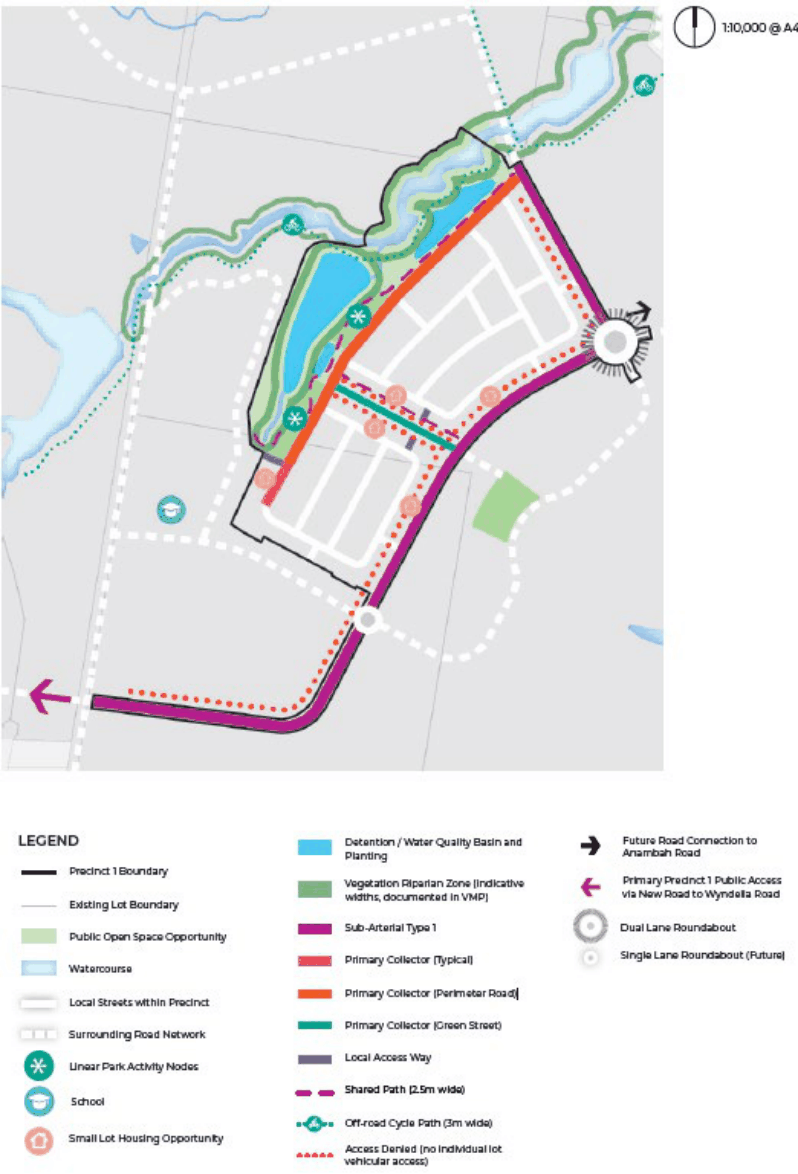 1:10,000 @ A4
LEGEND
Precinct 1 Boundary
Existing Lot Boundary
Public Open Space Opportunity
Watercourse
Local Streets within Precinct
Surrounding Road Network
Linear Park Activity Nodes
School
Small Lot Housing Opportunity
Detention / Water Quality Basin and
Planting
Vegetation Riparian Zone (indicative
widths, documented in VMP)
Sub-Arterial Type 1
Primary Collector (Typical)
Primary Collector (Perimeter Road)
Primary Collector (Green Street)
Local Access Way
Shared Path (2.5m wide)
Off-road Cycle Path (3m wide)
Access Denied (no individual lot
vehicular access)
Future Road Connection to
Anambah Road
Primary Precinct 1 Public Access
via New Road to Wyndella Road
Dual Lane Roundabout
Single Lane Roundabout (Future)